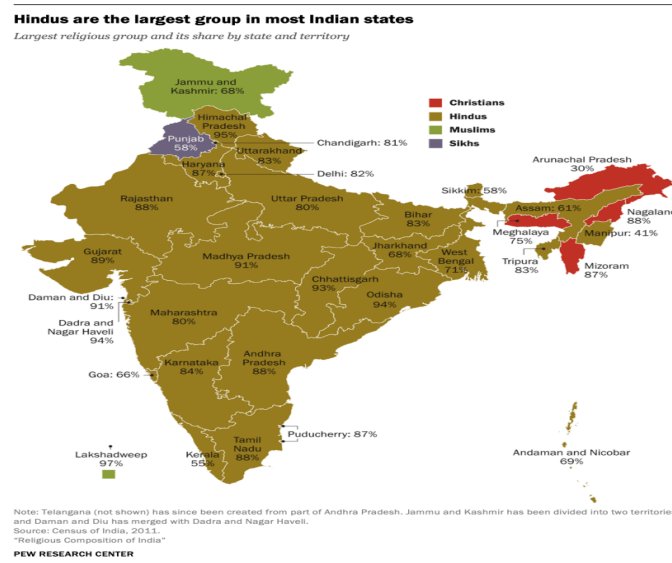 Hindus are the largest group in most Indian states
Largest religious group and its share by state and territory
Jammu and
Kashmir: 68%
Christians
Hindus
Muslims
Sikhs
Himachal
Pradesh
95%
Punjab
58%
Chandigarh: 81%
Uttarakhand
83%
Haryana
87%
Delhi: 82%
Arunachal Pradesh
30%
Sikkim: 58%
Rajasthan
88%
Uttar Pradesh
80%
Assam: 61%
Bihar
83%
Nagaland
88%
Meghalaya
75%
Manipur: 41%
Gujarat
89%
Madhya Pradesh
91%
Jharkhand
68%
West
Bengal
71%
Tripura
83%
Mizoram
87%
Chhattisgarh
93%
Odisha
94%
Daman and Diu:
91%
Dadra and
Nagar Haveli
94%
Maharashtra
80%
Goa: 66%
Karnataka
84%
Andhra
Pradesh
88%
Puducherry: 87%
Lakshadweep
97%
Kerala
55%
Tamil
Nadu
88%
Andaman and Nicobar
69%
Note: Telangana (not shown) has since been created from part of Andhra Pradesh. Jammu and Kashmir has been divided into two territorie
and Daman and Diu has merged with Dadra and Nagar Haveli.
Source: Census of India, 2011.
"Religious Composition of India"
PEW RESEARCH CENTER